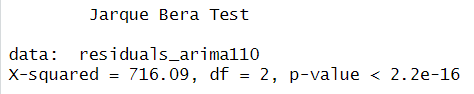 Jarque Bera Test
data:  residuals_arima110
X-squared = 716.09, df = 2, p-value < 2.2e-16